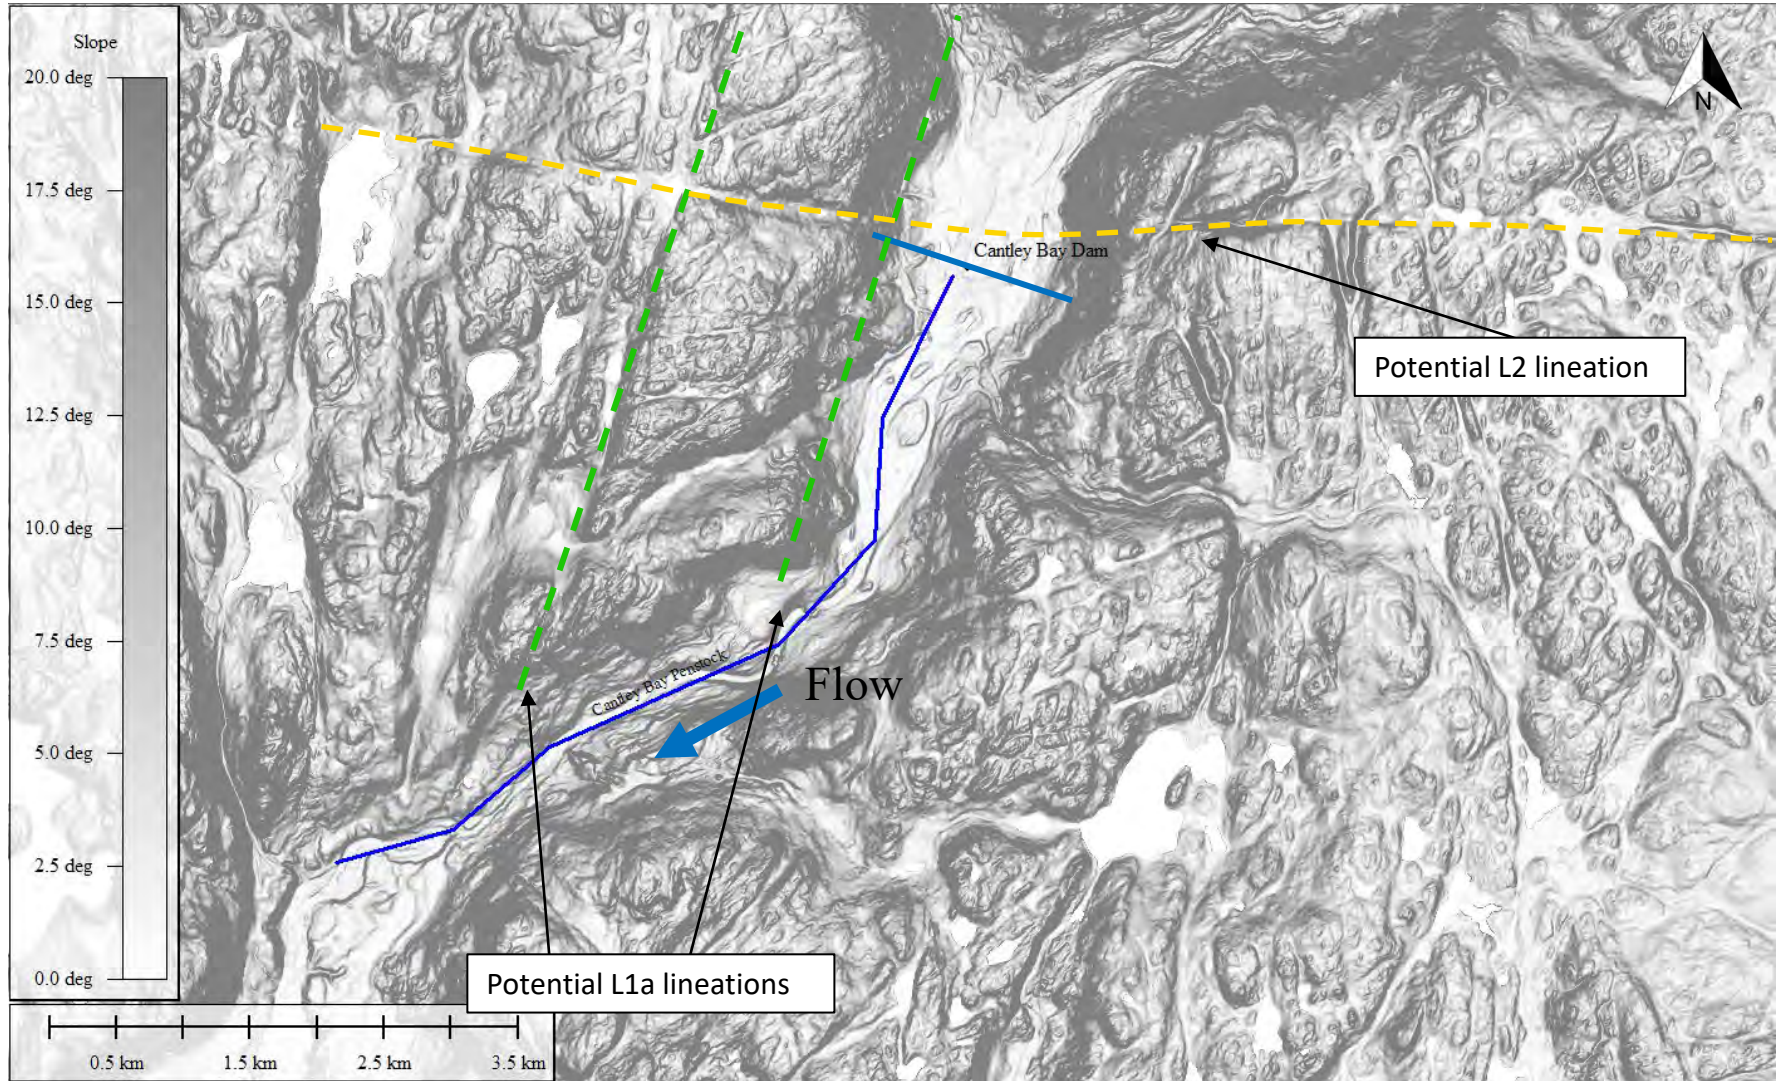 Slope
20.0 deg
17.5 deg
15.0 deg
12.5 deg
10.0 deg
7.5 deg
5.0 deg
2.5 deg
0.0 deg
N
Cantley Bay Dam
Potential L2 lineation
Cantley Bay Penstock
Flow
Potential L1a lineations
0.5 km 1.5 km 2.5 km 3.5 km